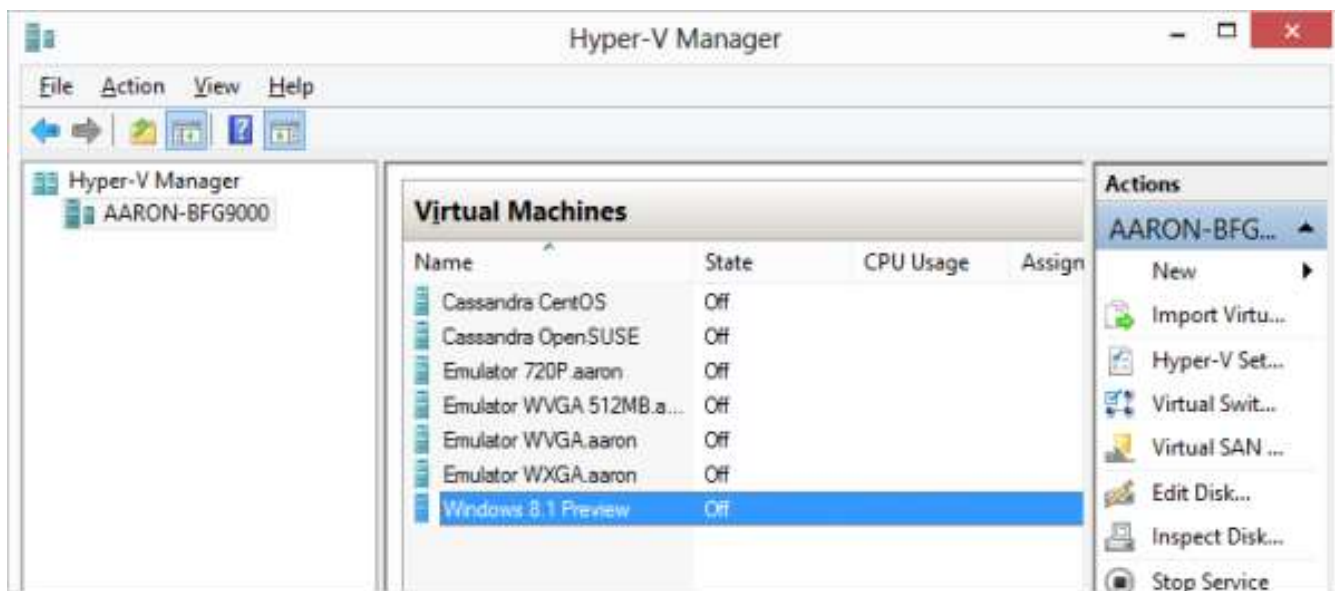 Hyper-V Manager
File Action View Help
Hyper-V Manager
AARON-BFG9000
Virtual Machines
Name State CPU Usage Assign
Cassandra CentOS Off
Cassandra OpenSUSE Off
Emulator 720P.aaron Off
Emulator WVGA 512MB.a... Off
Emulator WVGA.aaron Off
Emulator WXGA.aaron Off
Windows 8.1 Preview Off
Actions
AARON-BFG...
New
Import Virtu...
Hyper-V Set...
Virtual Swit...
Virtual SAN ...
Edit Disk...
Inspect Disk...
Stop Service